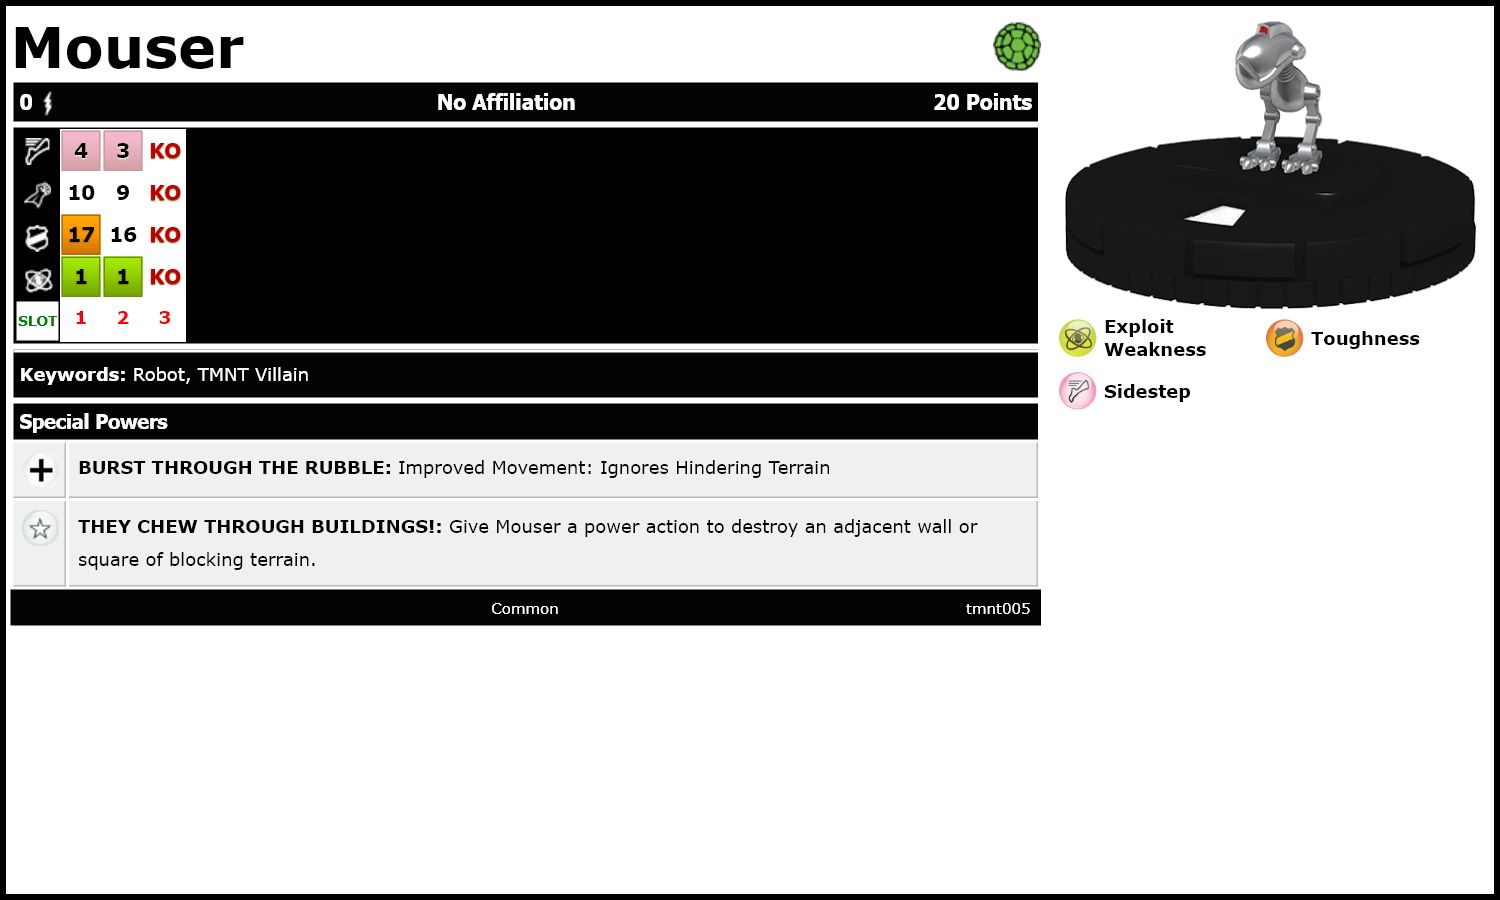 Mouser
0 No Affiliation 20 Points
4 3 KO
10 9 KO
17 16 KO
1 1 KO
SLOT 1 2 3
Keywords: Robot, TMNT Villain
Special Powers
BURST THROUGH THE RUBBLE: Improved Movement: Ignores Hindering Terrain
THEY CHEW THROUGH BUILDINGS!: Give Mouser a power action to destroy an adjacent wall or
square of blocking terrain.
Common tmnt005
Exploit
Weakness
Toughness
Sidestep